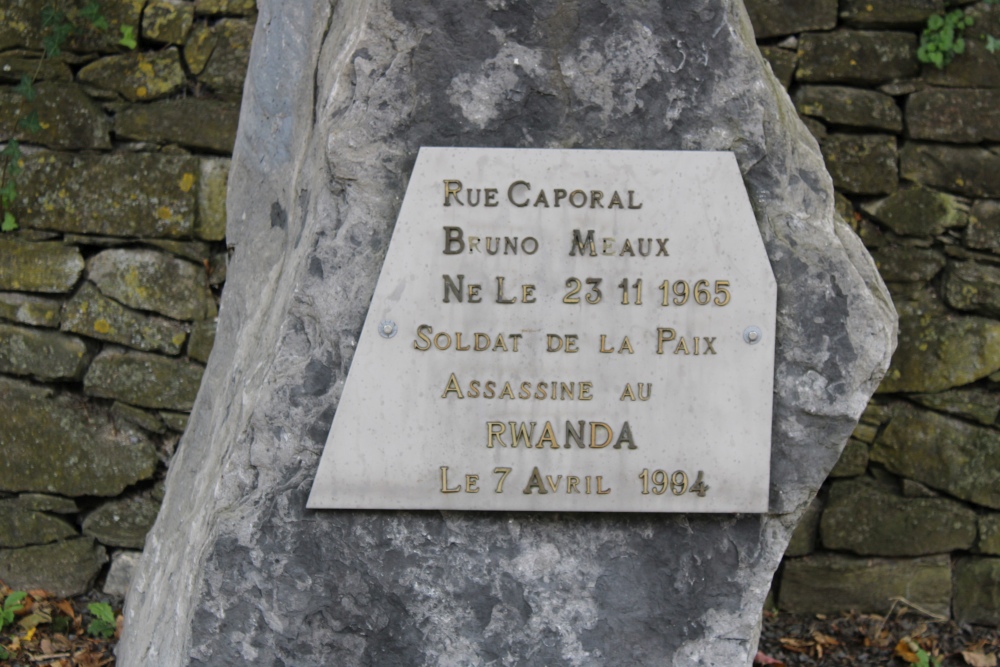 Rue Caporal
Bruno Meaux
Ne Le 23 11 1965
Soldat de la Paix
Assassine au
RWANDA
Le 7 Avril 1994